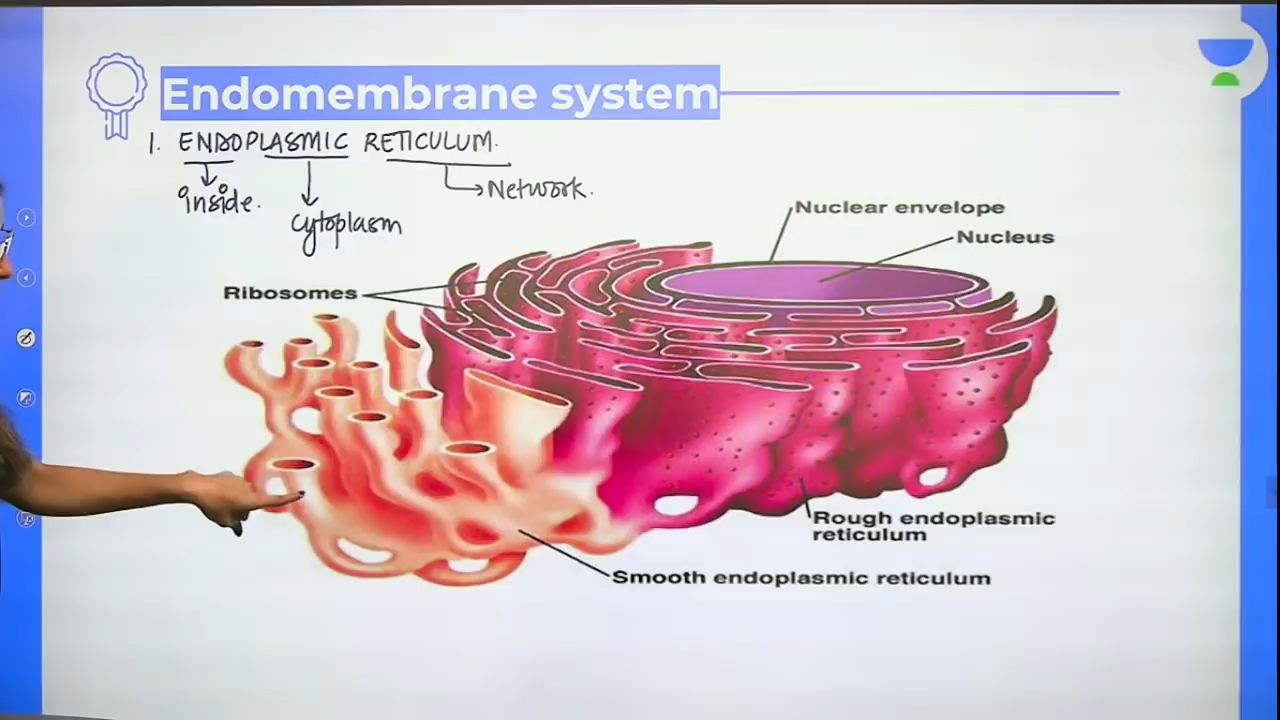 Endomembrane system
1. ENDOPLASMIC RETICULUM.
inside.
Network.
Cytoplasm
Nuclear envelope
Nucleus
Ribosomes
Rough endoplasmic
reticulum
Smooth endoplasmic reticulum